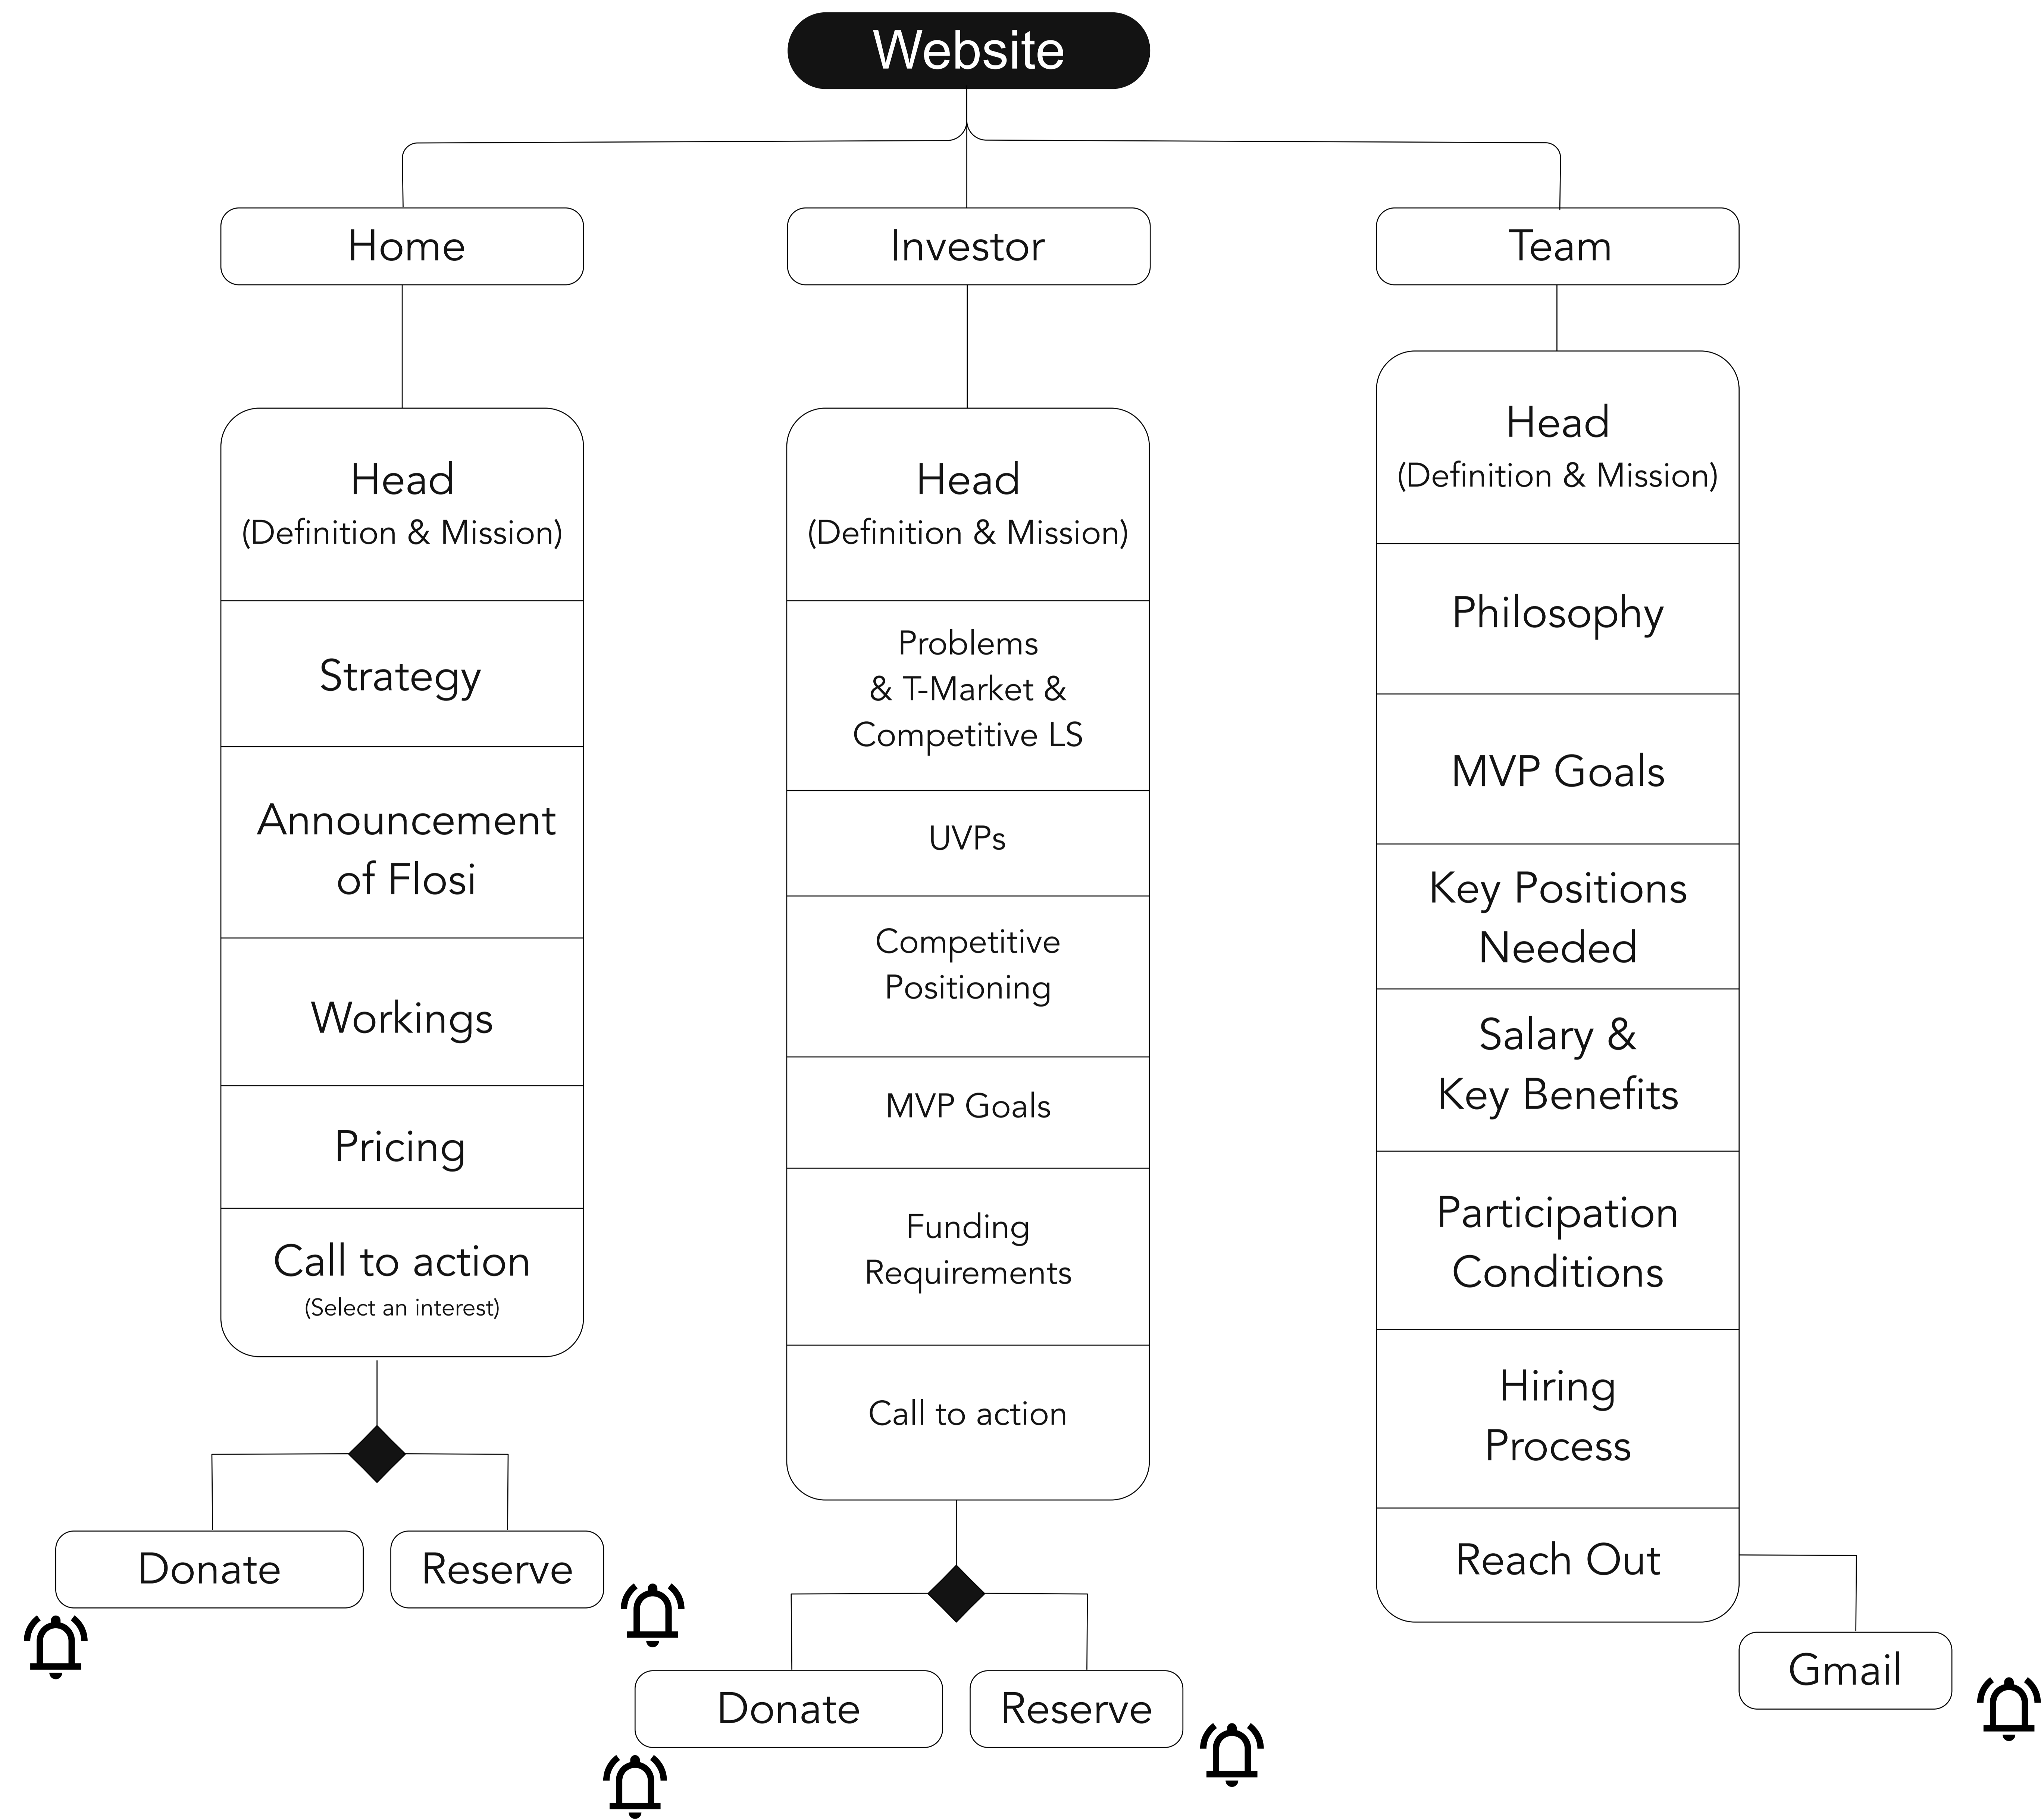 Website
Home
Investor
Team
Head
(Definition & Mission)
Strategy
Announcement
of Flosi
Workings
Pricing
Call to action
(Select an interest)
Donate
Reserve
Head
(Definition & Mission)
Problems
& T-Market &
Competitive LS
UVPs
Competitive
Positioning
MVP Goals
Funding
Requirements
Call to action
Donate
Reserve
Head
(Definition & Mission)
Philosophy
MVP Goals
Key Positions
Needed
Salary &
Key Benefits
Participation
Conditions
Hiring
Process
Reach Out
Gmail